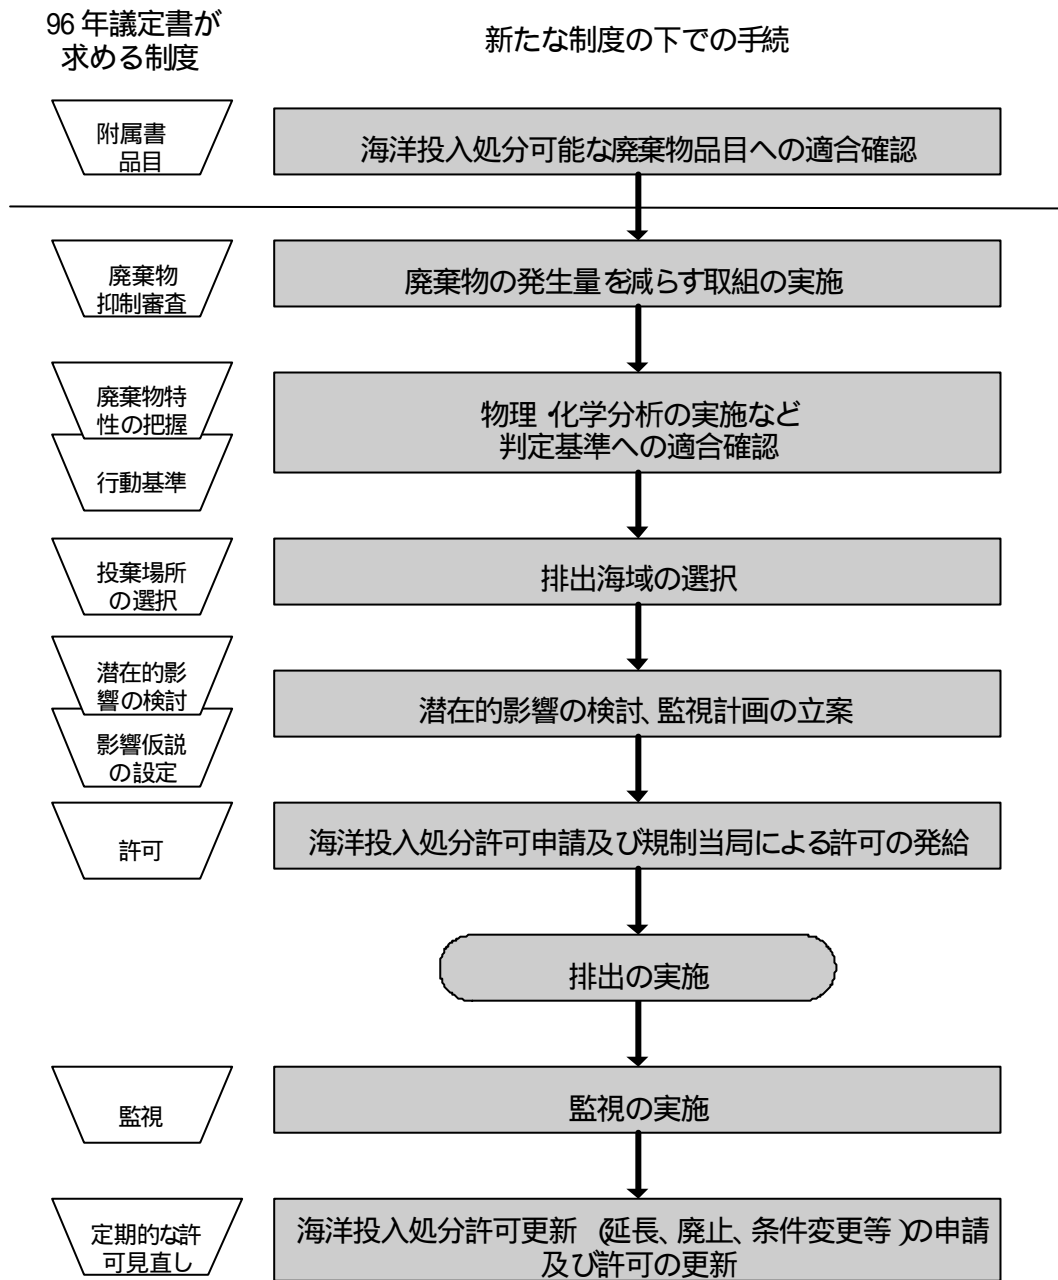 96年議定書が
求める制度
新たな制度の下での手続
附属書
品目
海洋投入処分可能な廃棄物品目への適合確認
廃棄物
抑制審査
廃棄物の発生量を減らす取組の実施
廃棄物特
性の把握
行動基準
物理・化学分析の実施など
判定基準への適合確認
投棄場所
の選択
排出海域の選択
潜在的影
響の検討
影響仮説
の設定
潜在的影響の検討、監視計画の立案
許可
海洋投入処分許可申請及び規制当局による許可の発給
排出の実施
監視
監視の実施
定期的な許
可見直し
海洋投入処分許可更新（延長、廃止、条件変更等）の申請
及び許可の更新